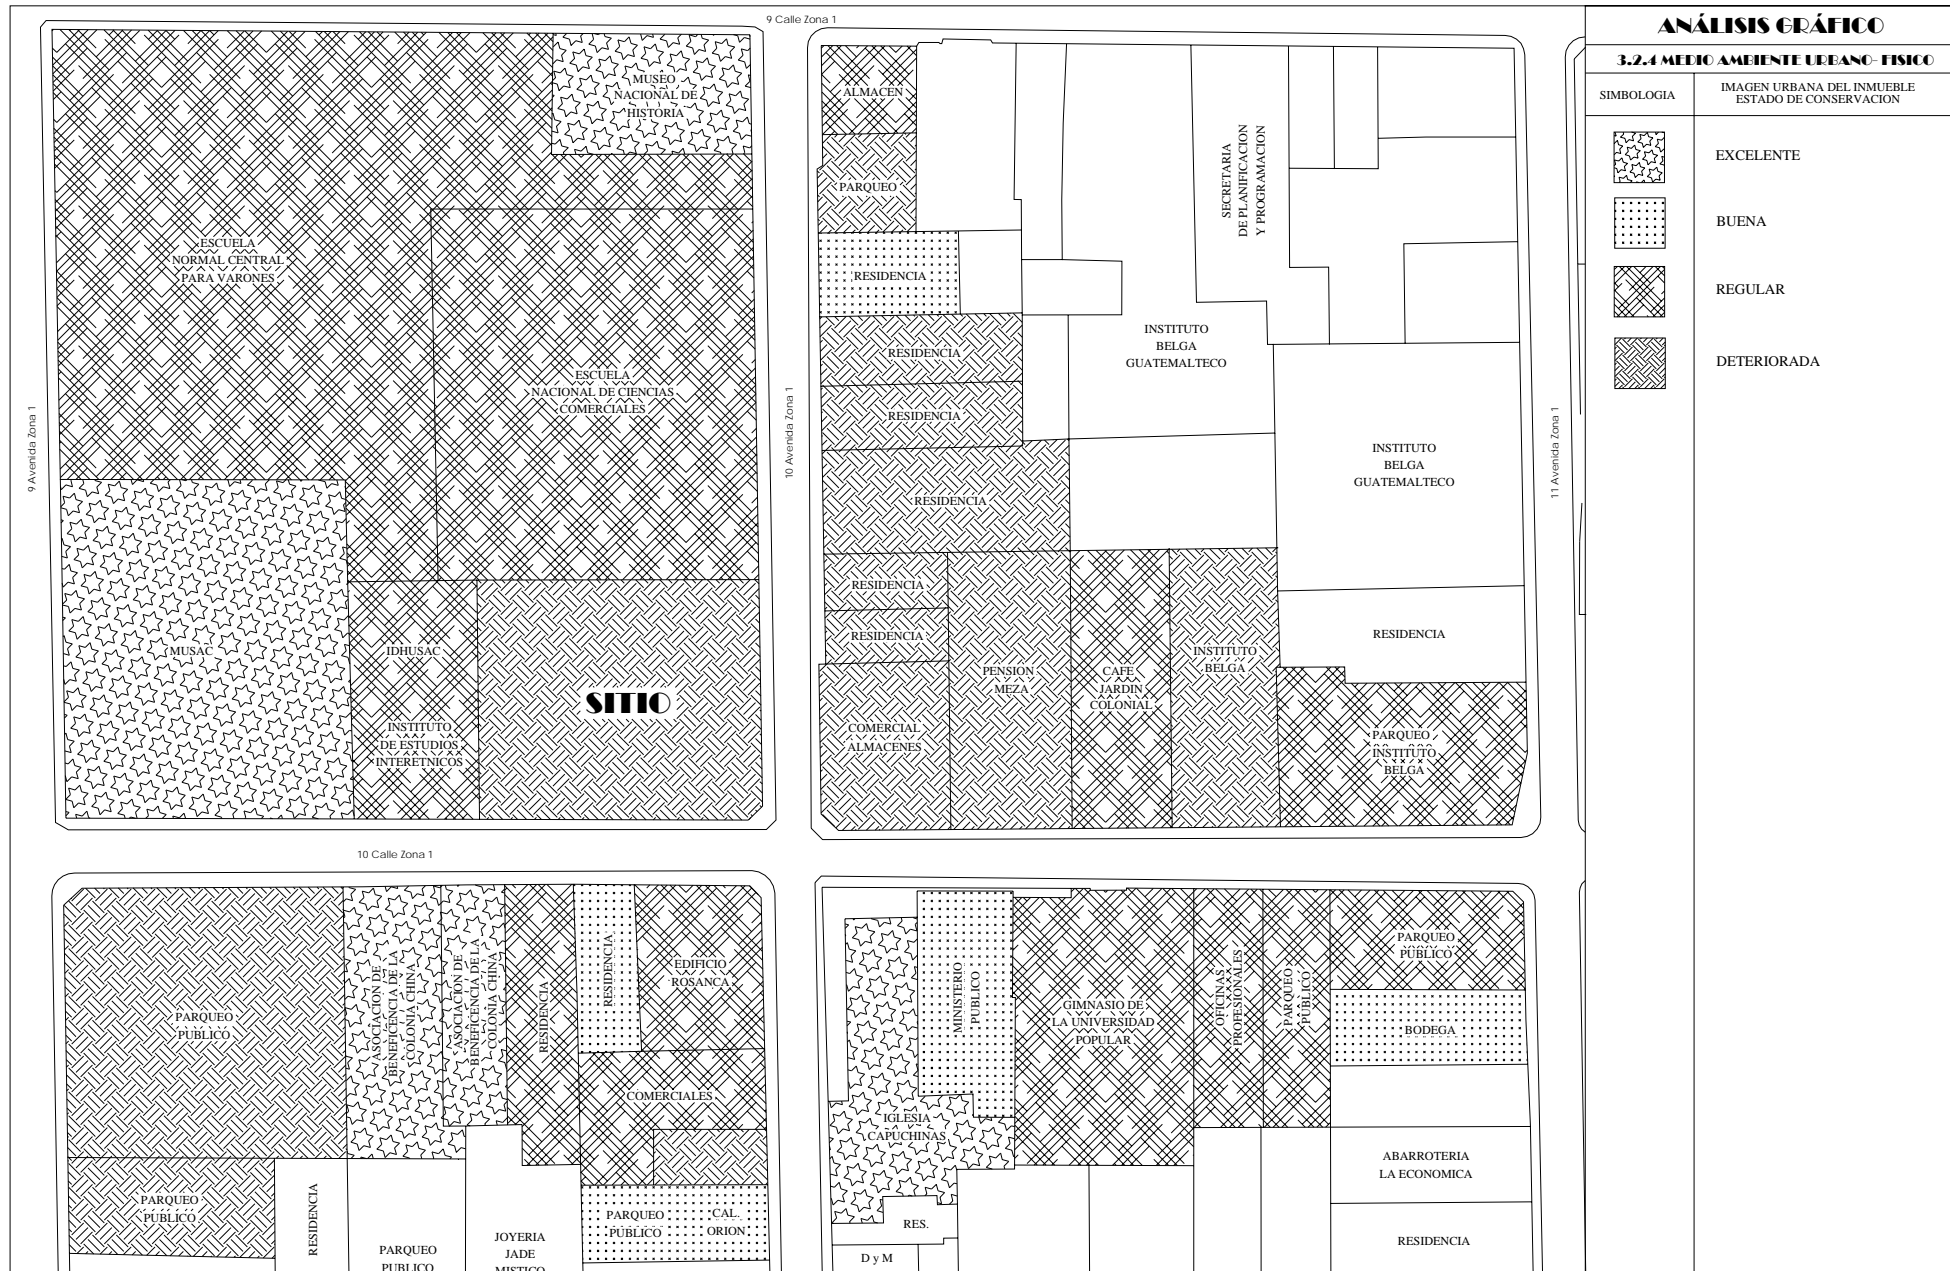 9 Calle Zona 1
ANÁLISIS GRÁFICO
3.2.4 MEDIO AMBIENTE URBANO- FISICO
SIMBOLOGIA
IMAGEN URBANA DEL INMUEBLE
ESTADO DE CONSERVACION
EXCELENTE
BUENA
REGULAR
DETERIORADA
MUSEO
NACIONAL DE
HISTORIA
ESCUELA
NORMAL CENTRAL
PARA VARONES
ESCUELA
NACIONAL DE CIENCIAS
COMERCIALES
9 Avenida Zona 1
10 Avenida Zona 1
11 Avenida Zona 1
MUSAC
IDHUSAC
INSTITUTO
DE ESTUDIOS
INTERETNICOS
SITIO
ALMACEN
PARQUEO
RESIDENCIA
RESIDENCIA
RESIDENCIA
RESIDENCIA
RESIDENCIA
RESIDENCIA
COMERCIAL
ALMACENES
PENSION
MEZA
CAFE
JARDIN
COLONIAL
INSTITUTO
BELGA
SECRETARIA
DE PLANIFICACION
Y PROGRAMACION
INSTITUTO
BELGA
GUATEMALTECO
INSTITUTO
BELGA
GUATEMALTECO
RESIDENCIA
PARQUEO
INSTITUTO
BELGA
10 Calle Zona 1
PARQUEO
PUBLICO
ASOCIACION DE
BENEFICENCIA DE LA
COLONIA CHINA
ASOCIACION DE
BENEFICENCIA DE LA
COLONIA CHINA
RESIDENCIA
RESIDENCIA
EDIFICIO
ROSANCA
COMERCIALES
PARQUEO
PUBLICO
RESIDENCIA
PARQUEO
PUBLICO
JOYERIA
JADE
MISTICO
PARQUEO
PUBLICO
CAL.
ORION
MINISTERIO
PUBLICO
IGLESIA
CAPUCHINAS
RES.
D y M
GIMNASIO DE
LA UNIVERSIDAD
POPULAR
OFICINAS
PROFESIONALES
PARQUEO
PUBLICO
PARQUEO
PUBLICO
BODEGA
ABARROTERIA
LA ECONOMICA
RESIDENCIA